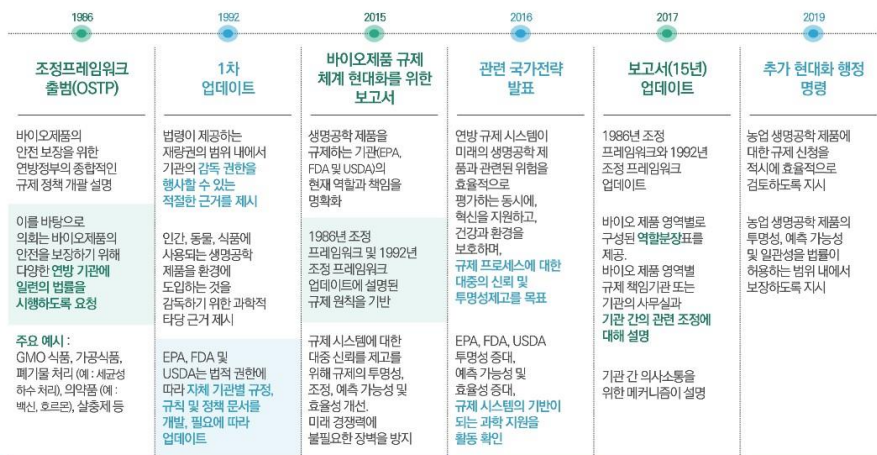 1986
1992
2015
2016
2017
2019
조정프레임워크
출범(OSTP)
바이오제품의
안전 보장을 위한
연방정부의 종합적인
규제 정책 개괄 설명
이를 바탕으로
의회는 바이오제품의
안전을 보장하기 위해
다양한 연방 기관에
일련의 법률을
시행하도록 요청
주요 예시 :
GMO 식품, 가공식품,
폐기물 처리 (예 : 세균성
하수 처리), 의약품 (예 :
백신, 호르몬), 살충제 등
1차
업데이트
법령이 제공하는
재량권의 범위 내에서
기관의 감독 권한을
행사할 수 있는
적절한 근거를 제시
인간, 동물, 식품에
사용되는 생명공학
제품을 환경에
도입하는 것을
감독하기 위한 과학적
타당 근거 제시
EPA, FDA 및
USDA는 법적 권한에
따라 자체 기관별 규정,
규칙 및 정책 문서를
개발, 필요에 따라
업데이트
바이오제품 규제
체계 현대화를 위한
보고서
생명공학 제품을
규제하는 기관(EPA,
FDA 및 USDA)의
현재 역할과 책임을
명확화
1986년 조정
프레임워크 및 1992년
조정 프레임워크
업데이트에 설명된
규제 원칙을 기반
규제 시스템에 대한
대중 신뢰를 제고를
위해 규제의 투명성,
조정, 예측 가능성 및
효율성 개선.
미래 경쟁력에
불필요한 장벽을 방지
관련 국가전략
발표
연방 규제 시스템이
미래의 생명공학 제
품과 관련된 위험을
효율적으로
평가하는 동시에,
혁신을 지원하고,
건강과 환경을
보호하며,
규제 프로세스에 대한
대중의 신뢰 및
투명성제고를 목표
EPA, FDA, USDA
투명성 증대,
예측 가능성 및
효율성 증대,
규제 시스템의 기반이
되는 과학 지원을
활동 확인
보고서(15년)
업데이트
1986년 조정
프레임워크와 1992년
조정 프레임워크
업데이트
바이오 제품 영역별로
구성된 역할분장표를
제공.
바이오 제품 영역별
규제 책임기관 또는
기관의 사무실과
기관 간의 관련 조정에
대해 설명
기관 간 의사소통을
위한 메커니즘이 설명
추가 현대화 행정
명령
농업 생명공학 제품에
대한 규제 신청을
적시에 효율적으로
검토하도록 지시
농업 생명공학 제품의
투명성, 예측 가능성
및 일관성을 법률이
허용하는 범위 내에서
보장하도록 지시